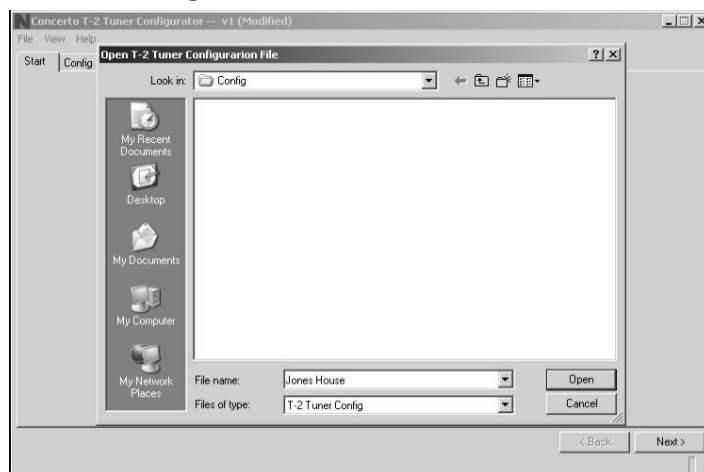 Concerto T-2 Tuner Configurator -- v1 (Modified)
File View Help
Start Config
Open T-2 Tuner Configurarion File
Look in: Config
My Recent
Documents
Desktop
My Documents
My Computer
My Network
Places
File name: Jones House Open
Files of type: T-2 Tuner Config Cancel
< Back Next >